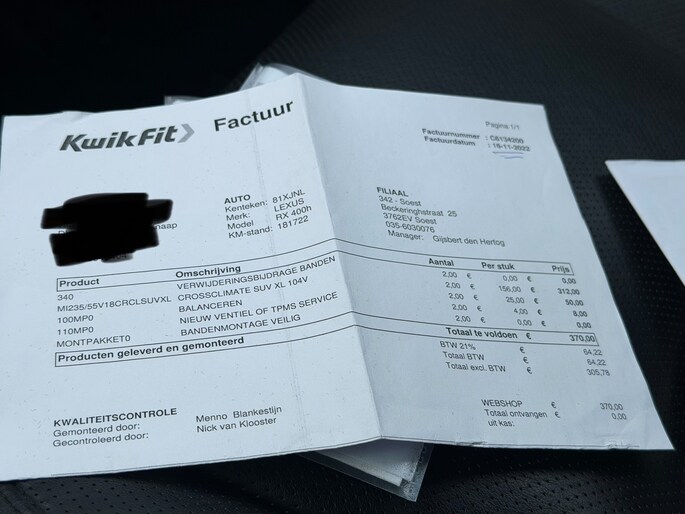 KwikFit
Factuur
Pagina 1/1
Factuurnummer : C6134200
Factuurdatum : 16-11-2022
AUTO
Kenteken: 81XJNL
Merk: LEXUS
Model RX 400h
KM-stand: 181722
FILIAAL
342 - Soest
Beckeringhstraat 25
3762EV Soest
035-6030076
Manager: Gijsbert den Hertog
Product Omschrijving Aantal Per stuk Prijs
340 VERWIJDERINGSBIJDRAGE BANDEN 2,00 € 0,00 € 0,00
MI235/55V18CRCLSUVXL CROSSCLIMATE SUV XL 104V 2,00 € 156,00 € 312,00
100MP0 BALANCEREN 2,00 € 25,00 € 50,00
110MP0 NIEUW VENTIEL OF TPMS SERVICE 2,00 € 4,00 € 8,00
MONTPAKKET0 BANDENMONTAGE VEILIG 2,00 € 0,00 € 0,00
Producten geleverd en gemonteerd Totaal te voldoen € 370,00
BTW 21% € 64,22
Totaal BTW € 64,22
Totaal excl. BTW € 305,78
WEBSHOP € 370,00
Totaal ontvangen € 0,00
uit kas:
KWALITEITSCONTROLE
Gemonteerd door: Menno Blankestijn
Gecontroleerd door: Nick van Klooster